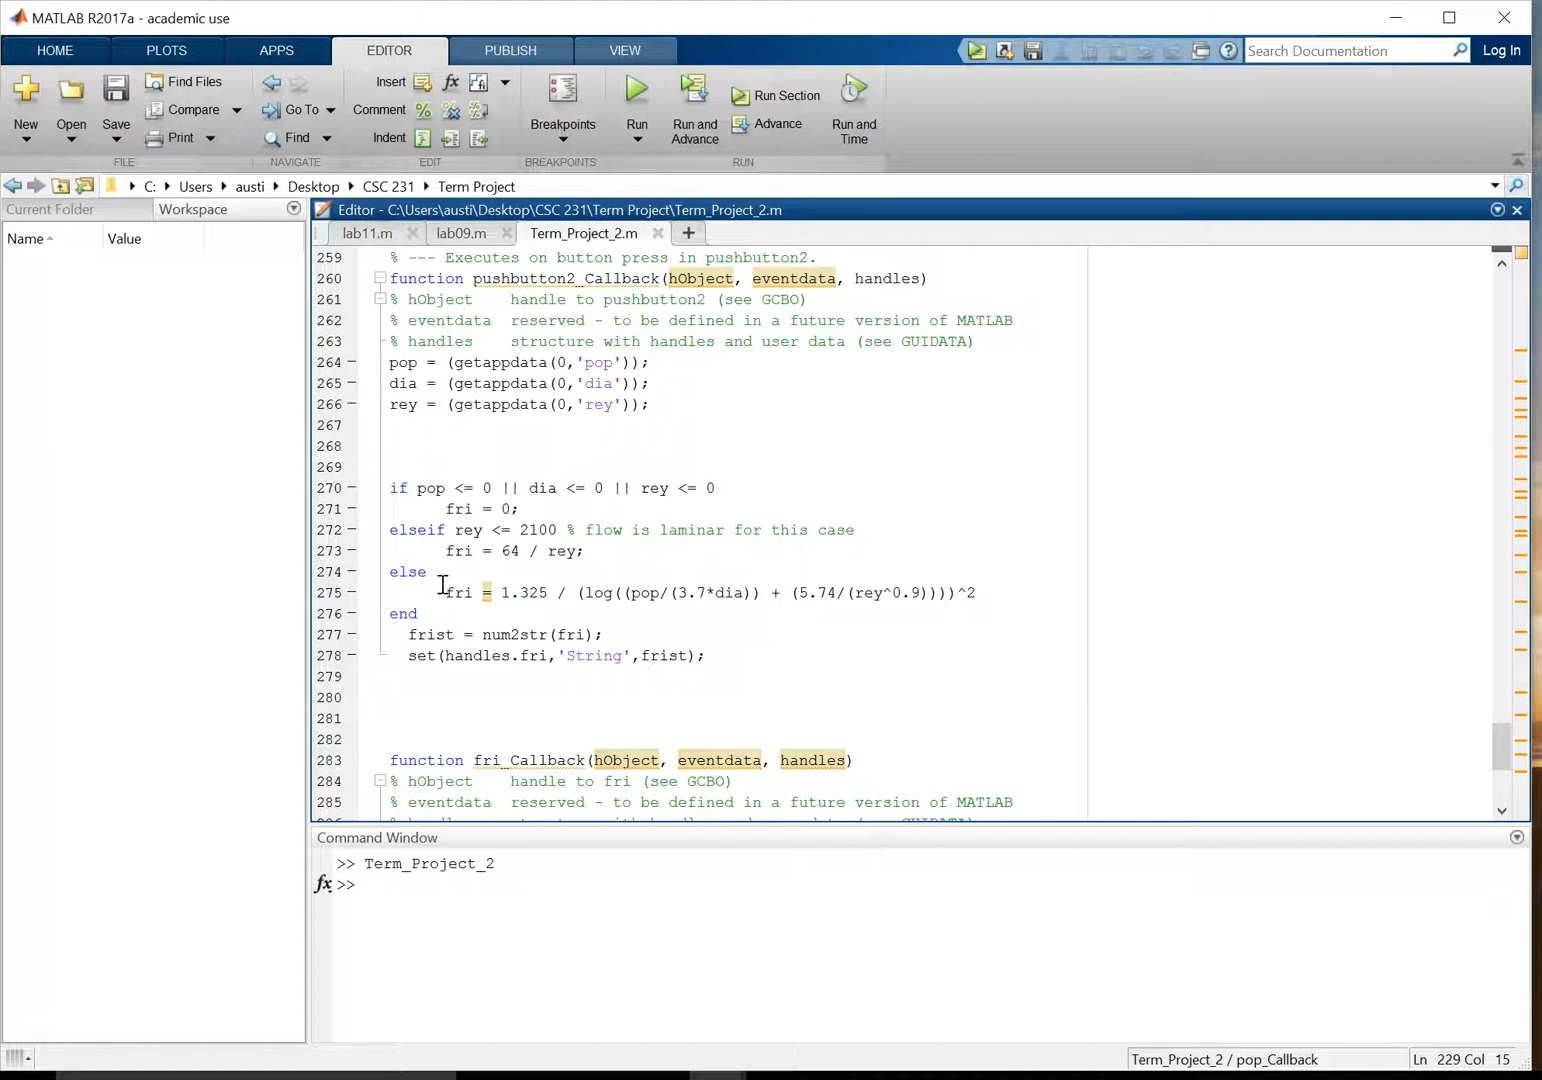 MATLAB R2017a - academic use
HOME PLOTS APPS EDITOR PUBLISH VIEW Search Documentation Log In
New Open Save Find Files Compare Print
Go To Find
Insert fx Comment Indent
Breakpoints Run Run and Advance Run Section Advance Run and Time
FILE NAVIGATE EDIT BREAKPOINTS RUN
C: Users austi Desktop CSC 231 Term Project
Current Folder Workspace
Name Value
Editor - C:\Users\austi\Desktop\CSC 231\Term Project\Term_Project_2.m
lab11.m lab09.m Term_Project_2.m
259 % --- Executes on button press in pushbutton2.
260 function pushbutton2_Callback(hObject, eventdata, handles)
261 % hObject    handle to pushbutton2 (see GCBO)
262 % eventdata  reserved - to be defined in a future version of MATLAB
263 % handles    structure with handles and user data (see GUIDATA)
264 pop = (getappdata(0,'pop'));
265 dia = (getappdata(0,'dia'));
266 rey = (getappdata(0,'rey'));
267
268
269
270 if pop <= 0 || dia <= 0 || rey <= 0
271 fri = 0;
272 elseif rey <= 2100 % flow is laminar for this case
273 fri = 64 / rey;
274 else
275 fri = 1.325 / (log((pop/(3.7*dia)) + (5.74/(rey^0.9))))^2
276 end
277 frist = num2str(fri);
278 set(handles.fri,'String',frist);
279
280
281
282
283 function fri_Callback(hObject, eventdata, handles)
284 % hObject    handle to fri (see GCBO)
285 % eventdata  reserved - to be defined in a future version of MATLAB
Command Window
>> Term_Project_2
fx >>
Term_Project_2 / pop_Callback Ln 229 Col 15